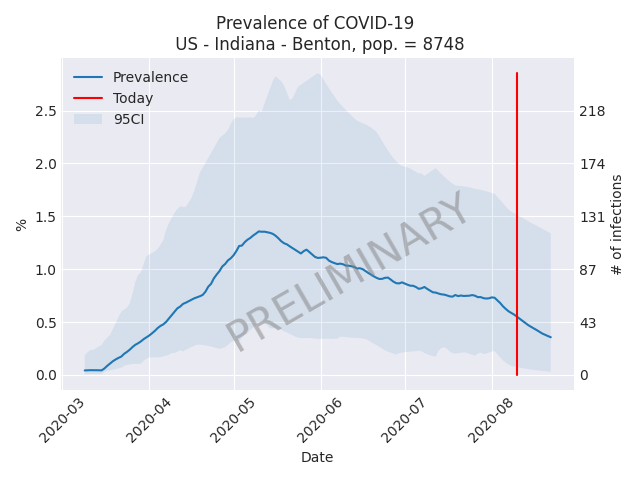 Prevalence of COVID-19
US - Indiana - Benton, pop. = 8748
Prevalence
Today
95CI
2.5
2.0
1.5
1.0
0.5
0.0
%
218
174
131
87
43
0
# of infections
PRELIMINARY
2020-03
2020-04
2020-05
2020-06
2020-07
2020-08
Date